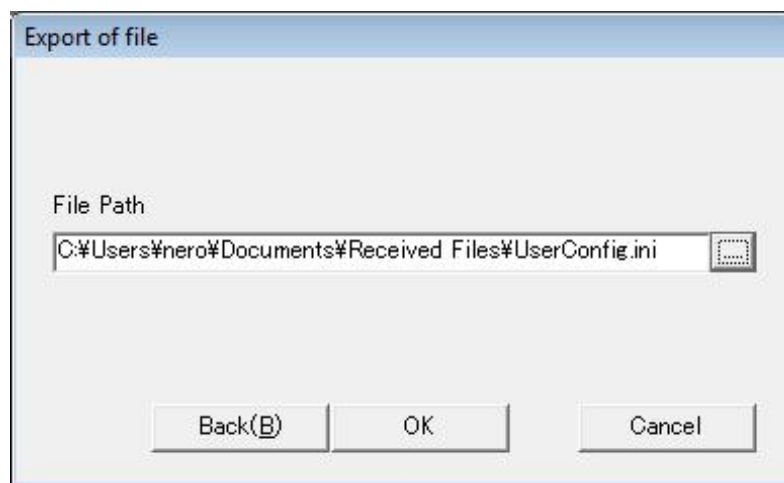 Export of file
File Path
C:¥Users¥nero¥Documents¥Received Files¥UserConfig.ini
...
Back(B)
OK
Cancel